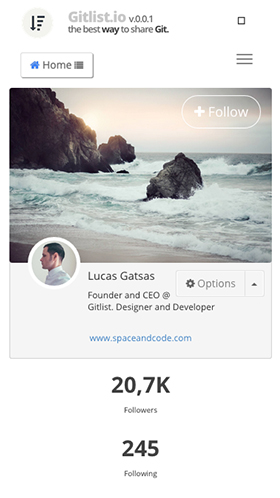 Gitlist.io v.0.0.1
the best way to share Git.
Home
Follow
Lucas Gatsas
Founder and CEO @
Gitlist. Designer and Developer
Options
www.spaceandcode.com
20,7K
Followers
245
Following